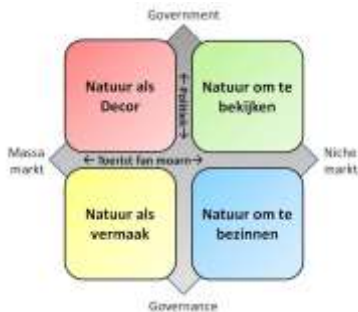 Government
Natuur als
Decor
Natuur om te
bekijken
← Politiek →
Massa
markt
← Toerist fan moarn →
Niche
markt
Natuur als
vermaak
Natuur om te
bezinnen
Governance